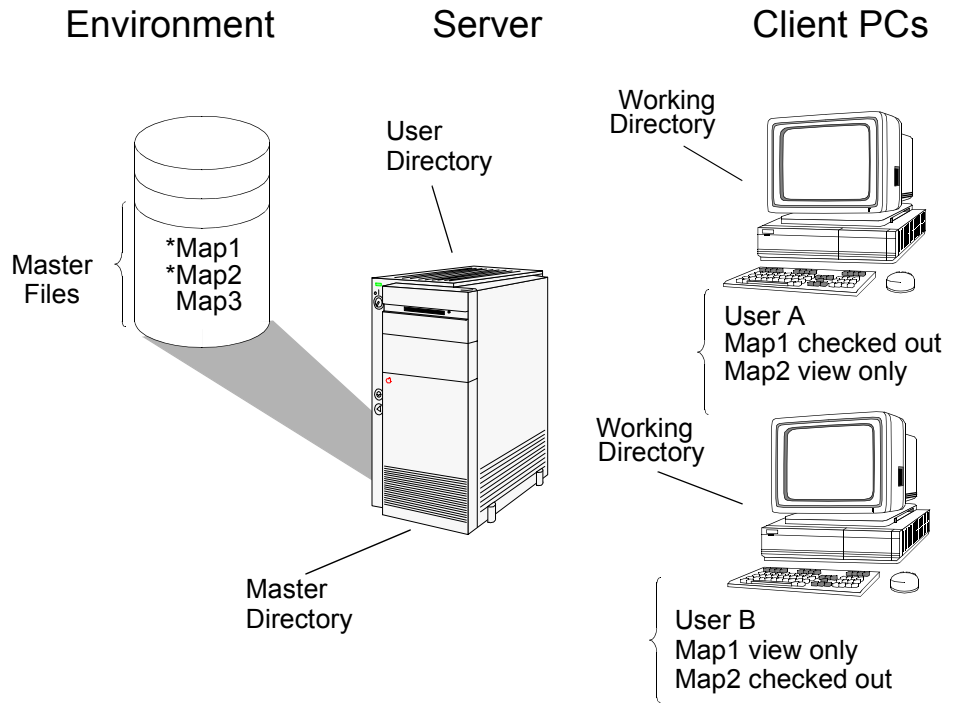 Environment
Server
Client PCs
Master
Files
*Map1
*Map2
Map3
User
Directory
Master
Directory
Working
Directory
User A
Map1 checked out
Map2 view only
Working
Directory
User B
Map1 view only
Map2 checked out